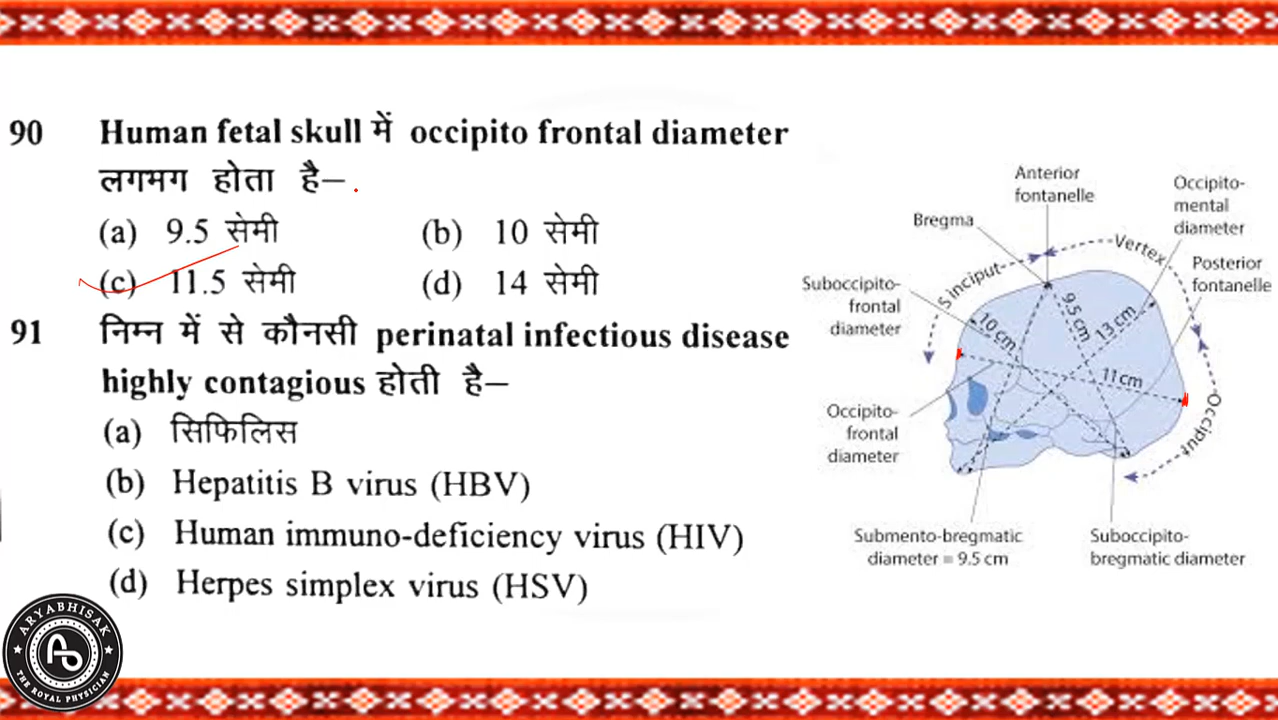 90 Human fetal skull में occipito frontal diameter
लगभग होता है–
(a) 9.5 सेमी (b) 10 सेमी
(c) 11.5 सेमी (d) 14 सेमी
91 निम्न में से कौनसी perinatal infectious disease
highly contagious होती है–
(a) सिफिलिस
(b) Hepatitis B virus (HBV)
(c) Human immuno-deficiency virus (HIV)
(d) Herpes simplex virus (HSV)
Anterior
fontanelle
Occipito-
mental
diameter
Bregma
Vertex
Posterior
fontanelle
Sinciput
Suboccipito-
frontal
diameter
10 cm
9.5 cm
13 cm
11 cm
Occiput
Occipito-
frontal
diameter
Submento-bregmatic
diameter = 9.5 cm
Suboccipito-
bregmatic diameter
ARYABHISAK
THE ROYAL PHYSICIAN